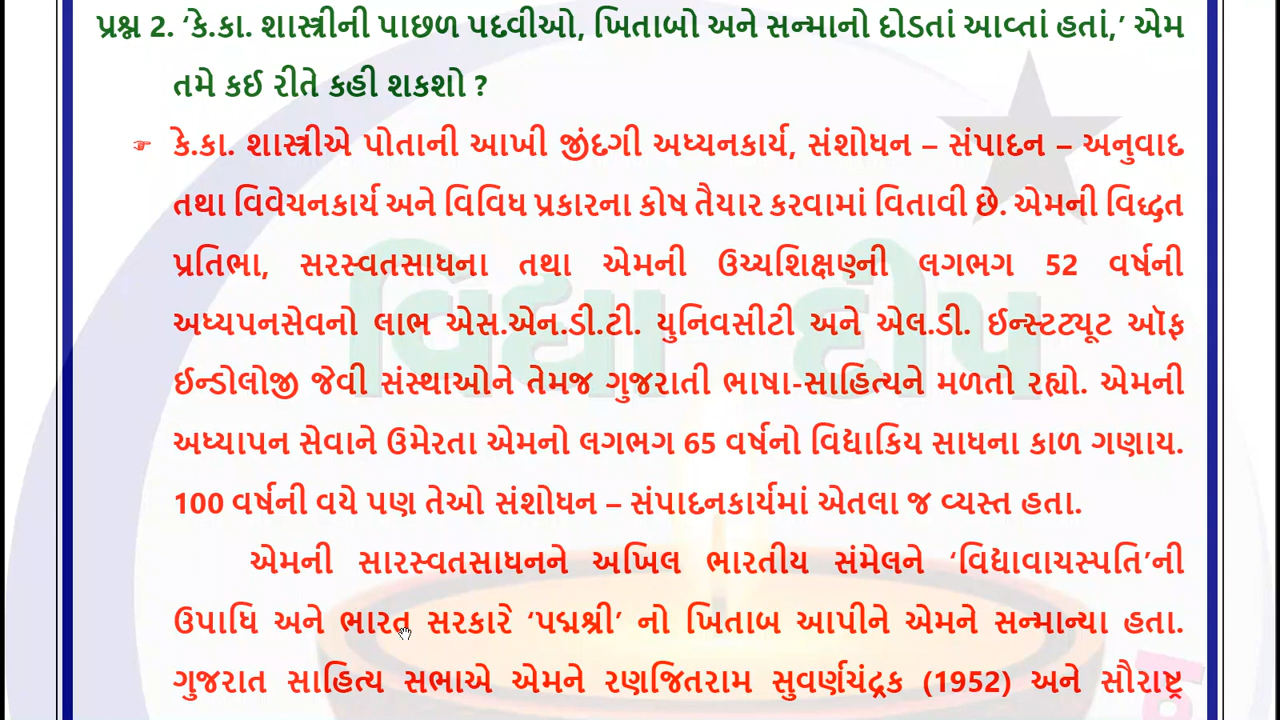 પ્રશ્ન 2. ‘કે.કા. શાસ્ત્રીની પાછળ પદવીઓ, ખિતાબો અને સન્માનો દોડતાં આવ્તાં હતાં,’ એમ
તમે કઈ રીતે કહી શકશો ?
☞ કે.કા. શાસ્ત્રીએ પોતાની આખી જીંદગી અધ્યનકાર્ય, સંશોધન – સંપાદન – અનુવાદ
તથા વિવેચનકાર્ય અને વિવિધ પ્રકારના કોષ તૈયાર કરવામાં વિતાવી છે. એમની વિદ્ધત
પ્રતિભા, સરસ્વતસાધના તથા એમની ઉચ્ચશિક્ષણ્ની લગભગ 52 વર્ષની
અધ્યપનસેવનો લાભ એસ.એન.ડી.ટી. યુનિવર્સીટી અને એલ.ડી. ઈન્સ્ટટ્યૂટ ઑફ
ઈન્ડોલોજી જેવી સંસ્થાઓને તેમજ ગુજરાતી ભાષા-સાહિત્યને મળતો રહ્યો. એમની
અધ્યાપન સેવાને ઉમેરતા એમનો લગભગ 65 વર્ષનો વિદ્યાકિય સાધના કાળ ગણાય.
100 વર્ષની વયે પણ તેઓ સંશોધન – સંપાદનકાર્યમાં એતલા જ વ્યસ્ત હતા.
એમની સારસ્વતસાધનને અખિલ ભારતીય સંમેલને ‘વિદ્યાવાચસ્પતિ’ની
ઉપાધિ અને ભારત સરકારે ‘પદ્મશ્રી’ નો ખિતાબ આપીને એમને સન્માન્યા હતા.
ગુજરાત સાહિત્ય સભાએ એમને રણજિતરામ સુવર્ણચંદ્રક (1952) અને સૌરાષ્ટ્ર
વિદ્યા દીપ